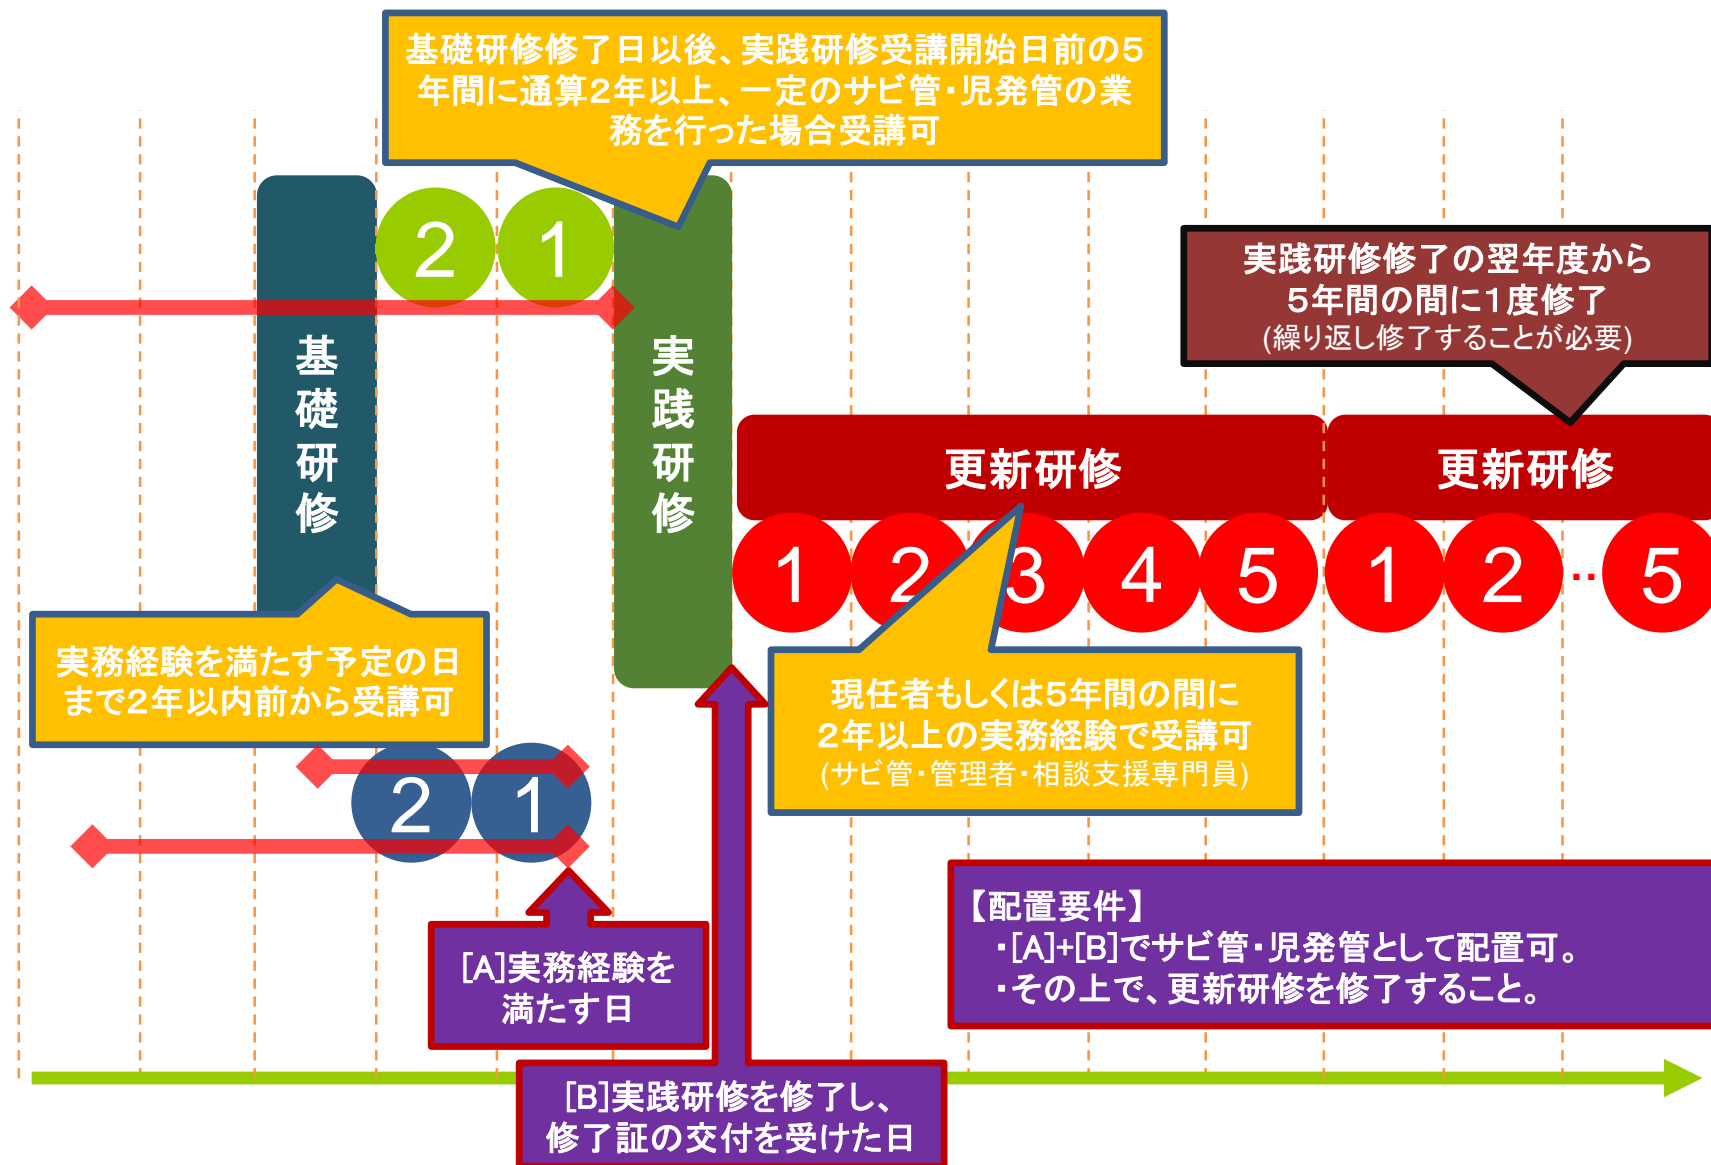 基礎研修修了日以後、実践研修受講開始日前の5
年間に通算2年以上、一定のサビ管・児発管の業
務を行った場合受講可
2
1
基礎研修
実践研修
実践研修修了の翌年度から
5年間の間に1度修了
(繰り返し修了することが必要)
更新研修
更新研修
1
2
3
4
5
1
2
‥
5
実務経験を満たす予定の日
まで2年以内前から受講可
現任者もしくは5年間の間に
2年以上の実務経験で受講可
(サビ管・管理者・相談支援専門員)
2
1
[A]実務経験を
満たす日
【配置要件】
・[A]+[B]でサビ管・児発管として配置可。
・その上で、更新研修を修了すること。
[B]実践研修を修了し、
修了証の交付を受けた日